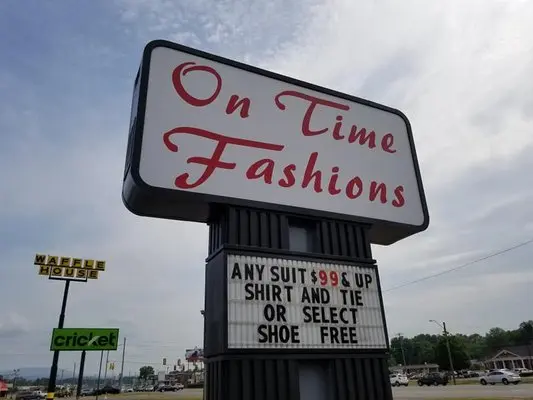 On Time
Fashions
ANY SUIT $99 & UP
SHIRT AND TIE
OR SELECT
SHOE FREE
WAFFLE
HOUSE
cricket